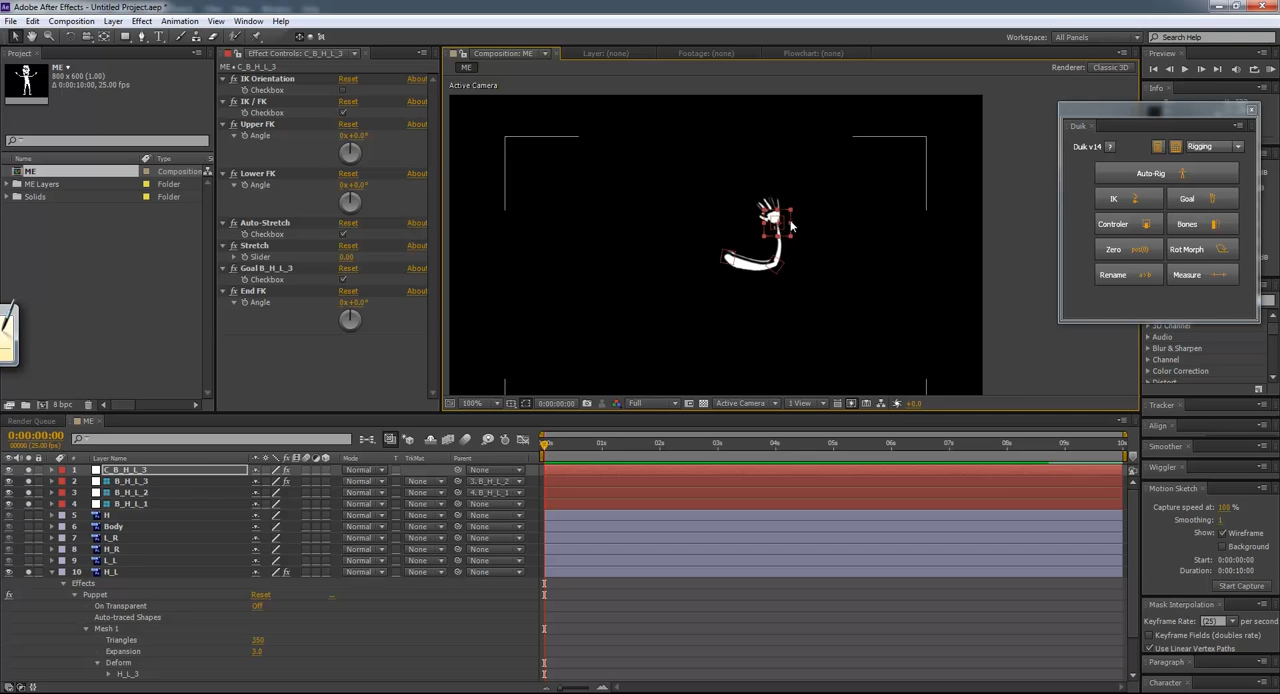 Adobe After Effects - Untitled Project.aep *
File Edit Composition Layer Effect Animation Station View Window Help
Workspace: All Panels Search Help
Project
Effect Controls: C_B_H_L_3
Composition: ME
Layer: (none)
Footage: (none)
Flowchart: (none)
Preview
ME
800 x 600 (1.00)
Δ 0:00:10:00, 25.00 fps
ME • C_B_H_L_3
ME
Renderer: Classic 3D
IK Orientation Reset About
Checkbox
Active Camera
Info
IK / FK Reset About
Checkbox
Upper FK Reset About
Angle 0x+0.0°
Duik
Duik v14 ? Rigging
Name Type
ME Composition
ME Layers Folder
Solids Folder
Auto-Rig
Lower FK Reset About
Angle 0x+0.0°
IK Goal
Controler Bones
Auto-Stretch Reset About
Checkbox
Stretch Reset About
Slider 0.00
Zero Rot Morph
Goal B_H_L_3 Reset About
Checkbox
Rename a>b Measure
End FK Reset About
Angle 0x+0.0°
3D Channel
Audio
Blur & Sharpen
Channel
Color Correction
8 bpc
100% 0:00:00:00 Full Active Camera 1 View +0.0
Tracker
Render Queue ME
Align
0:00:00:00
00000 (25.00 fps)
01s 02s 03s 04s 05s 06s 07s 08s 09s 10s
Smoother
# Layer Name Mode T TrkMat Parent
Wiggler
1 C_B_H_L_3 Normal None
2 B_H_L_3 Normal None 3. B_H_L_2
3 B_H_L_2 Normal None 4. B_H_L_1
4 B_H_L_1 Normal None None
5 H Normal None None
6 Body Normal None None
7 L_R Normal None None
8 H_R Normal None None
9 L_L Normal None None
10 H_L Normal None None
Effects
Puppet Reset ...
On Transparent Off
Auto-traced Shapes
Mesh 1
Triangles 350
Expansion 3.0
Deform
H_L_3
Motion Sketch
Capture speed at: 100 %
Smoothing: 1
Show: Wireframe
Background
Start: 0:00:00:00
Duration: 0:00:10:00
Start Capture
Mask Interpolation
Keyframe Rate: (25) per second
Keyframe Fields (doubles rate)
Use Linear Vertex Paths
Paragraph
Character